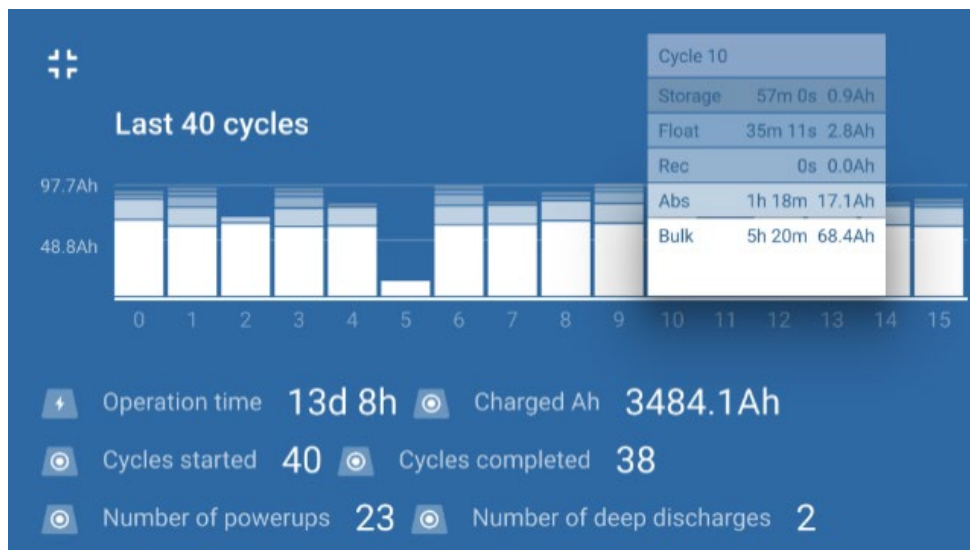 Last 40 cycles
97.7Ah
48.8Ah
Cycle 10
Storage 57m 0s 0.9Ah
Float 35m 11s 2.8Ah
Rec 0s 0.0Ah
Abs 1h 18m 17.1Ah
Bulk 5h 20m 68.4Ah
0 1 2 3 4 5 6 7 8 9 10 11 12 13 14 15
Operation time 13d 8h Charged Ah 3484.1Ah
Cycles started 40 Cycles completed 38
Number of powerups 23 Number of deep discharges 2